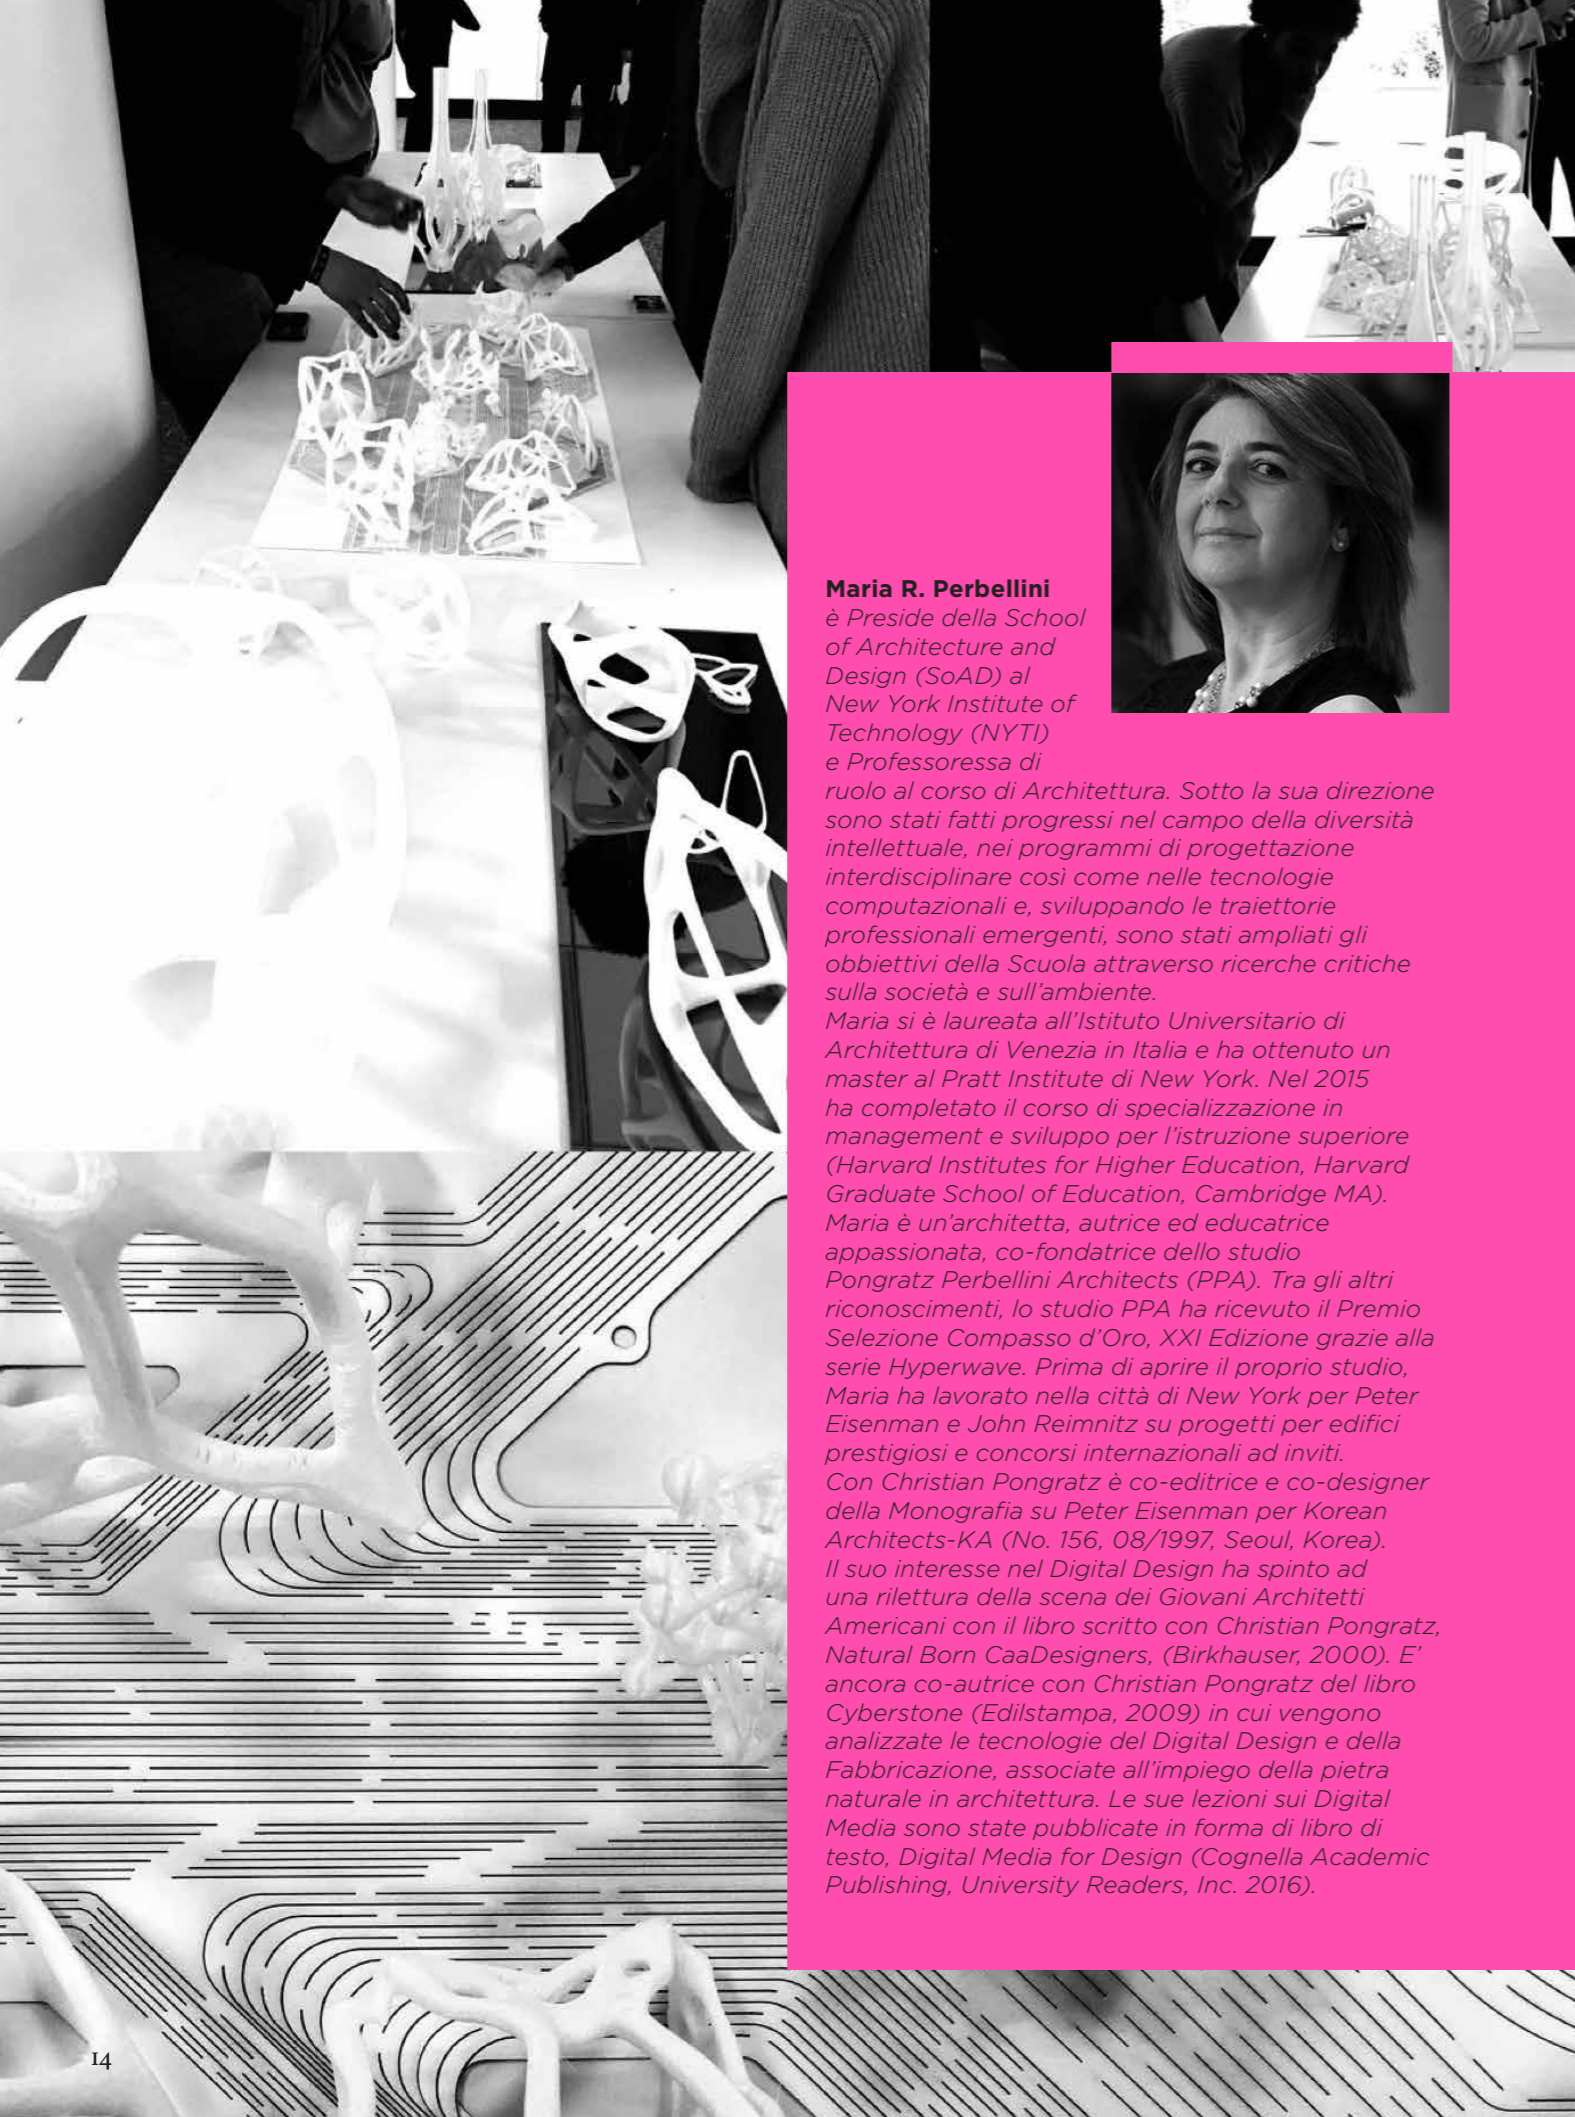 Maria R. Perbellini
è Preside della School
of Architecture and
Design (SoAD) al
New York Institute of
Technology (NYTI)
e Professoressa di
ruolo al corso di Architettura. Sotto la sua direzione
sono stati fatti progressi nel campo della diversità
intellettuale, nei programmi di progettazione
interdisciplinare così come nelle tecnologie
computazionali e, sviluppando le traiettorie
professionali emergenti, sono stati ampliati gli
obbiettivi della Scuola attraverso ricerche critiche
sulla società e sull’ambiente.
Maria si è laureata all’Istituto Universitario di
Architettura di Venezia in Italia e ha ottenuto un
master al Pratt Institute di New York. Nel 2015
ha completato il corso di specializzazione in
management e sviluppo per l’istruzione superiore
(Harvard Institutes for Higher Education, Harvard
Graduate School of Education, Cambridge MA).
Maria è un’architetta, autrice ed educatrice
appassionata, co-fondatrice dello studio
Pongratz Perbellini Architects (PPA). Tra gli altri
riconoscimenti, lo studio PPA ha ricevuto il Premio
Selezione Compasso d’Oro, XXI Edizione grazie alla
serie Hyperwave. Prima di aprire il proprio studio,
Maria ha lavorato nella città di New York per Peter
Eisenman e John Reimnitz su progetti per edifici
prestigiosi e concorsi internazionali ad inviti.
Con Christian Pongratz è co-editrice e co-designer
della Monografia su Peter Eisenman per Korean
Architects-KA (No. 156, 08/1997, Seoul, Korea).
Il suo interesse nel Digital Design ha spinto ad
una rilettura della scena dei Giovani Architetti
Americani con il libro scritto con Christian Pongratz,
Natural Born CaaDesigners, (Birkhauser, 2000). E’
ancora co-autrice con Christian Pongratz del libro
Cyberstone (Edilstampa, 2009) in cui vengono
analizzate le tecnologie del Digital Design e della
Fabbricazione, associate all’impiego della pietra
naturale in architettura. Le sue lezioni sui Digital
Media sono state pubblicate in forma di libro di
testo, Digital Media for Design (Cognella Academic
Publishing, University Readers, Inc. 2016).
14